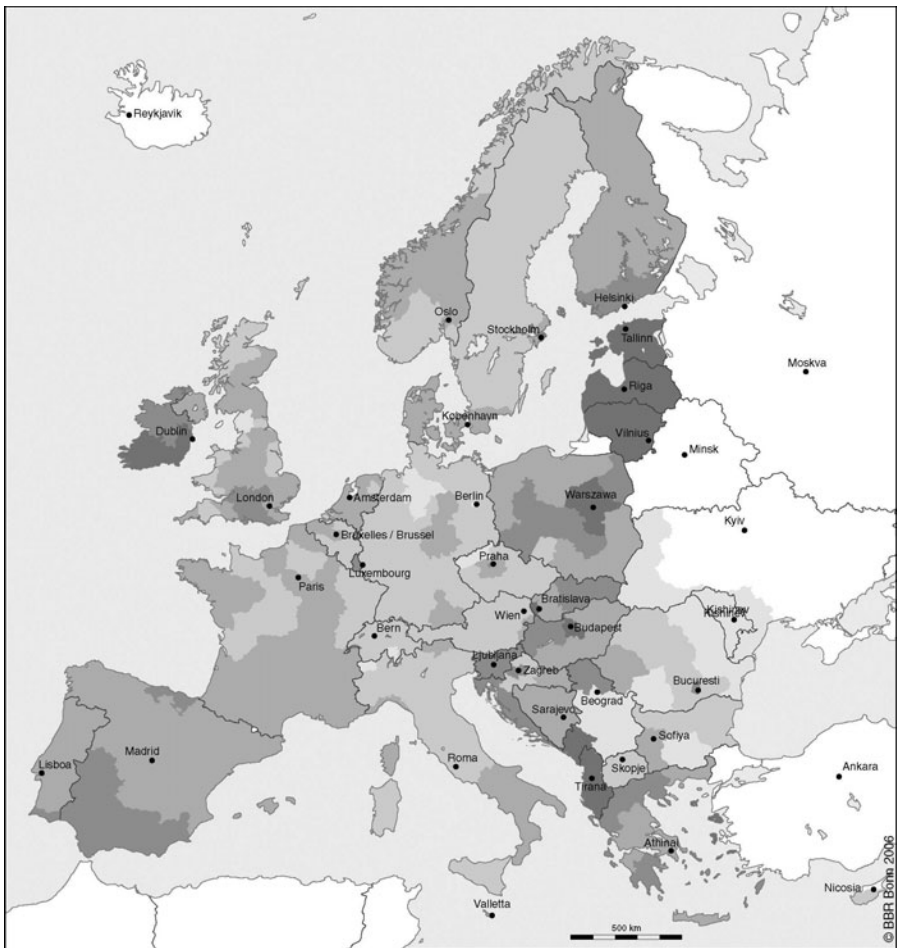 Reykjavik
Oslo
Helsinki
Stockholm
Tallinn
Riga
Moskva
København
Vilnius
Minsk
Dublin
London
Amsterdam
Berlin
Warszawa
Bruxelles / Brussel
Kyiv
Luxembourg
Praha
Paris
Wien
Bratislava
Kishinev
Bern
Budapest
Ljubljana
Zagreb
Bucuresti
Beograd
Sarajevo
Madrid
Sofiya
Lisboa
Roma
Skopje
Ankara
Tirana
Athinai
Nicosia
Valletta
500 km
© BBR Bonn 2006